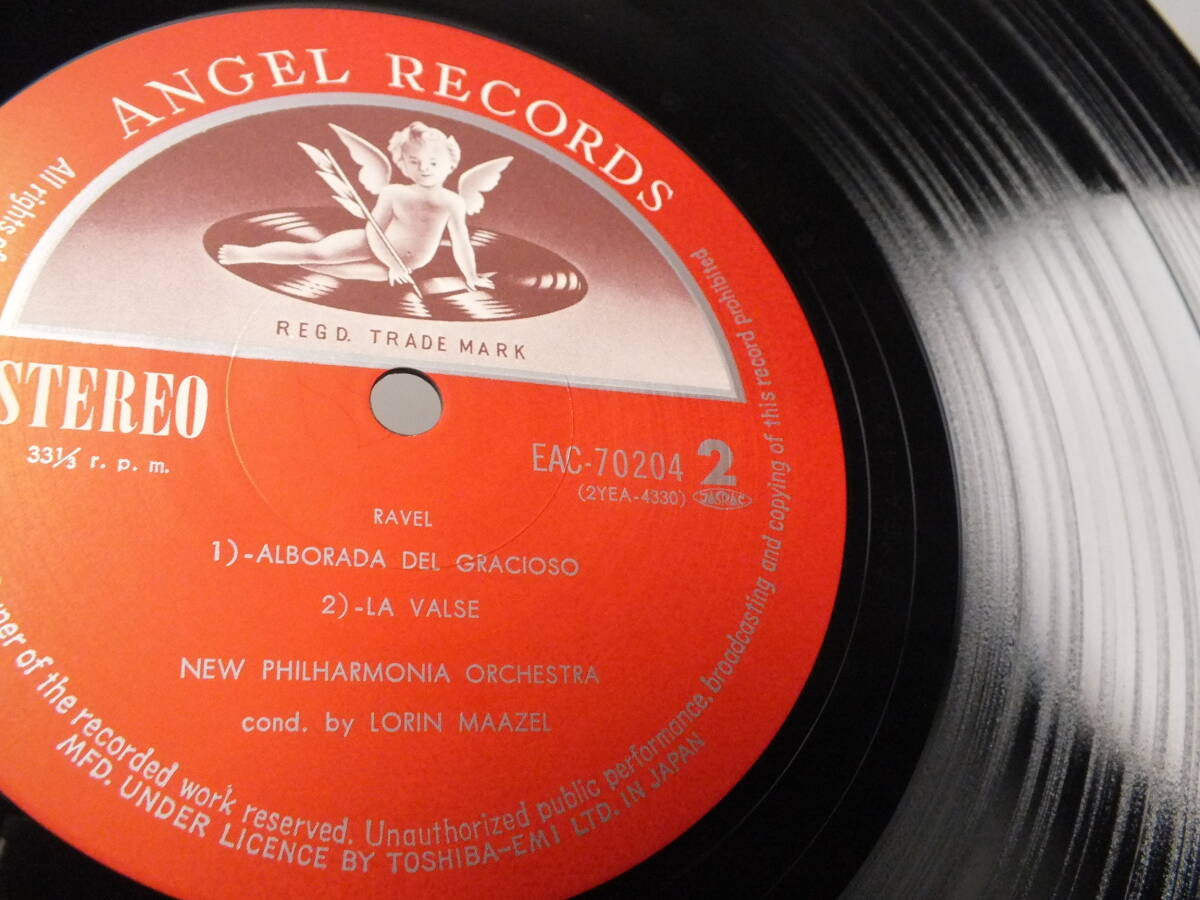 ANGEL RECORDS
REGD. TRADE MARK
STEREO
33⅓ r. p. m.
EAC-70204 2
(2YEA-4330) JASRAC
RAVEL
1)-ALBORADA DEL GRACIOSO
2)-LA VALSE
NEW PHILHARMONIA ORCHESTRA
cond. by LORIN MAAZEL
All rights of
of the recorded work reserved. Unauthorized public performance, broadcasting and copying of this record prohibited
MFD. UNDER LICENCE BY TOSHIBA-EMI LTD. IN JAPAN